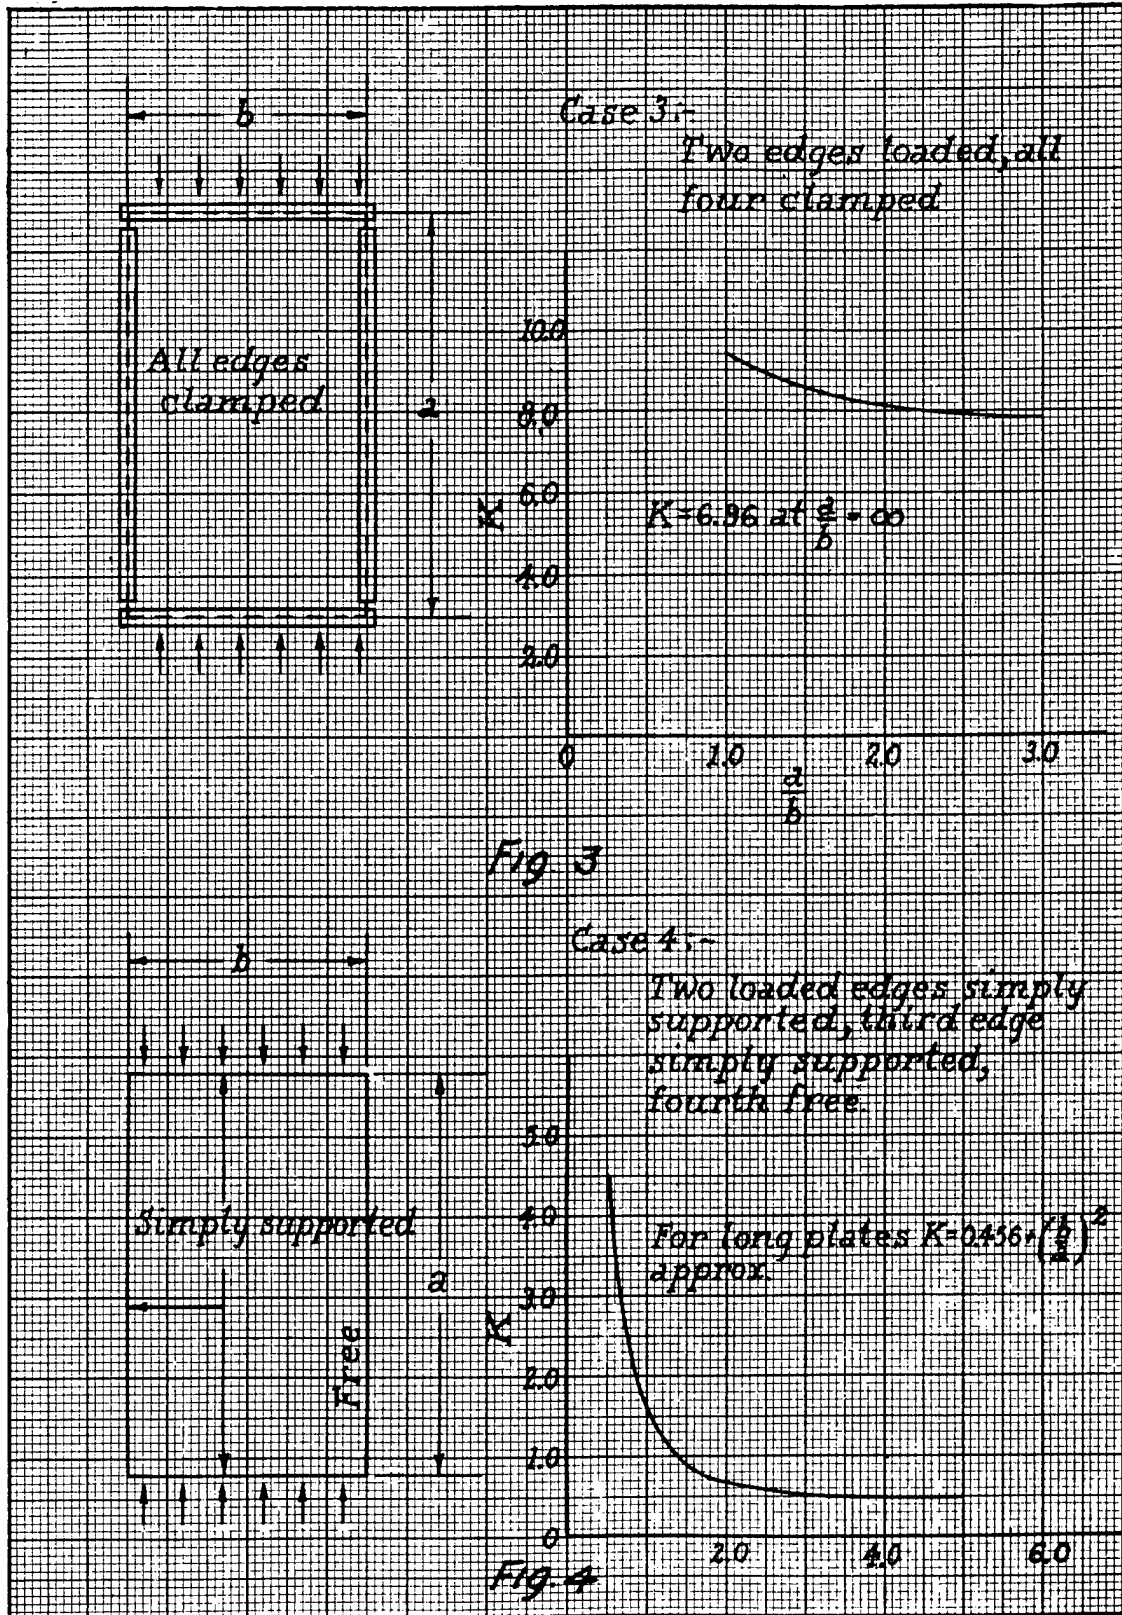 b
Case 3:-
Two edges loaded, all
four clamped
All edges
clamped
a
10.0
8.0
6.0
K
4.0
2.0
K=6.96 at a/b = ∞
0 1.0 2.0 3.0
a/b
Fig. 3
b
Case 4:-
Two loaded edges simply
supported, third edge
simply supported,
fourth free.
Simply supported
a
Free
5.0
4.0
3.0
K
2.0
1.0
0
For long plates K=0.456+(b/a)²
approx.
2.0 4.0 6.0
Fig. 4